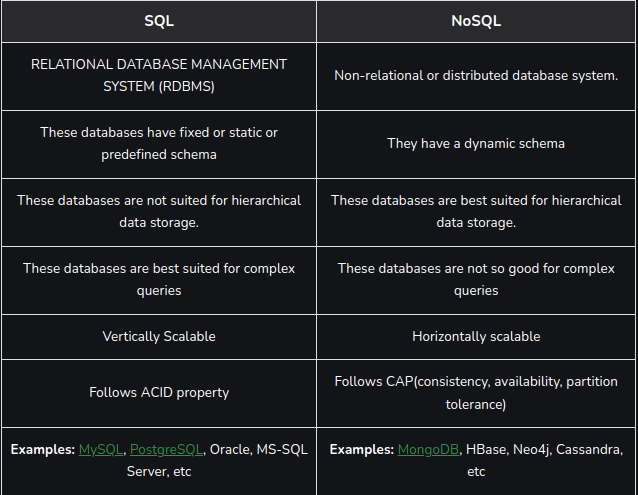 SQL
NoSQL
RELATIONAL DATABASE MANAGEMENT
SYSTEM (RDBMS)
Non-relational or distributed database system.
These databases have fixed or static or
predefined schema
They have a dynamic schema
These databases are not suited for hierarchical
data storage.
These databases are best suited for hierarchical
data storage.
These databases are best suited for complex
queries
These databases are not so good for complex
queries
Vertically Scalable
Horizontally scalable
Follows ACID property
Follows CAP(consistency, availability, partition
tolerance)
Examples: MySQL, PostgreSQL, Oracle, MS-SQL
Server, etc
Examples: MongoDB, HBase, Neo4j, Cassandra,
etc